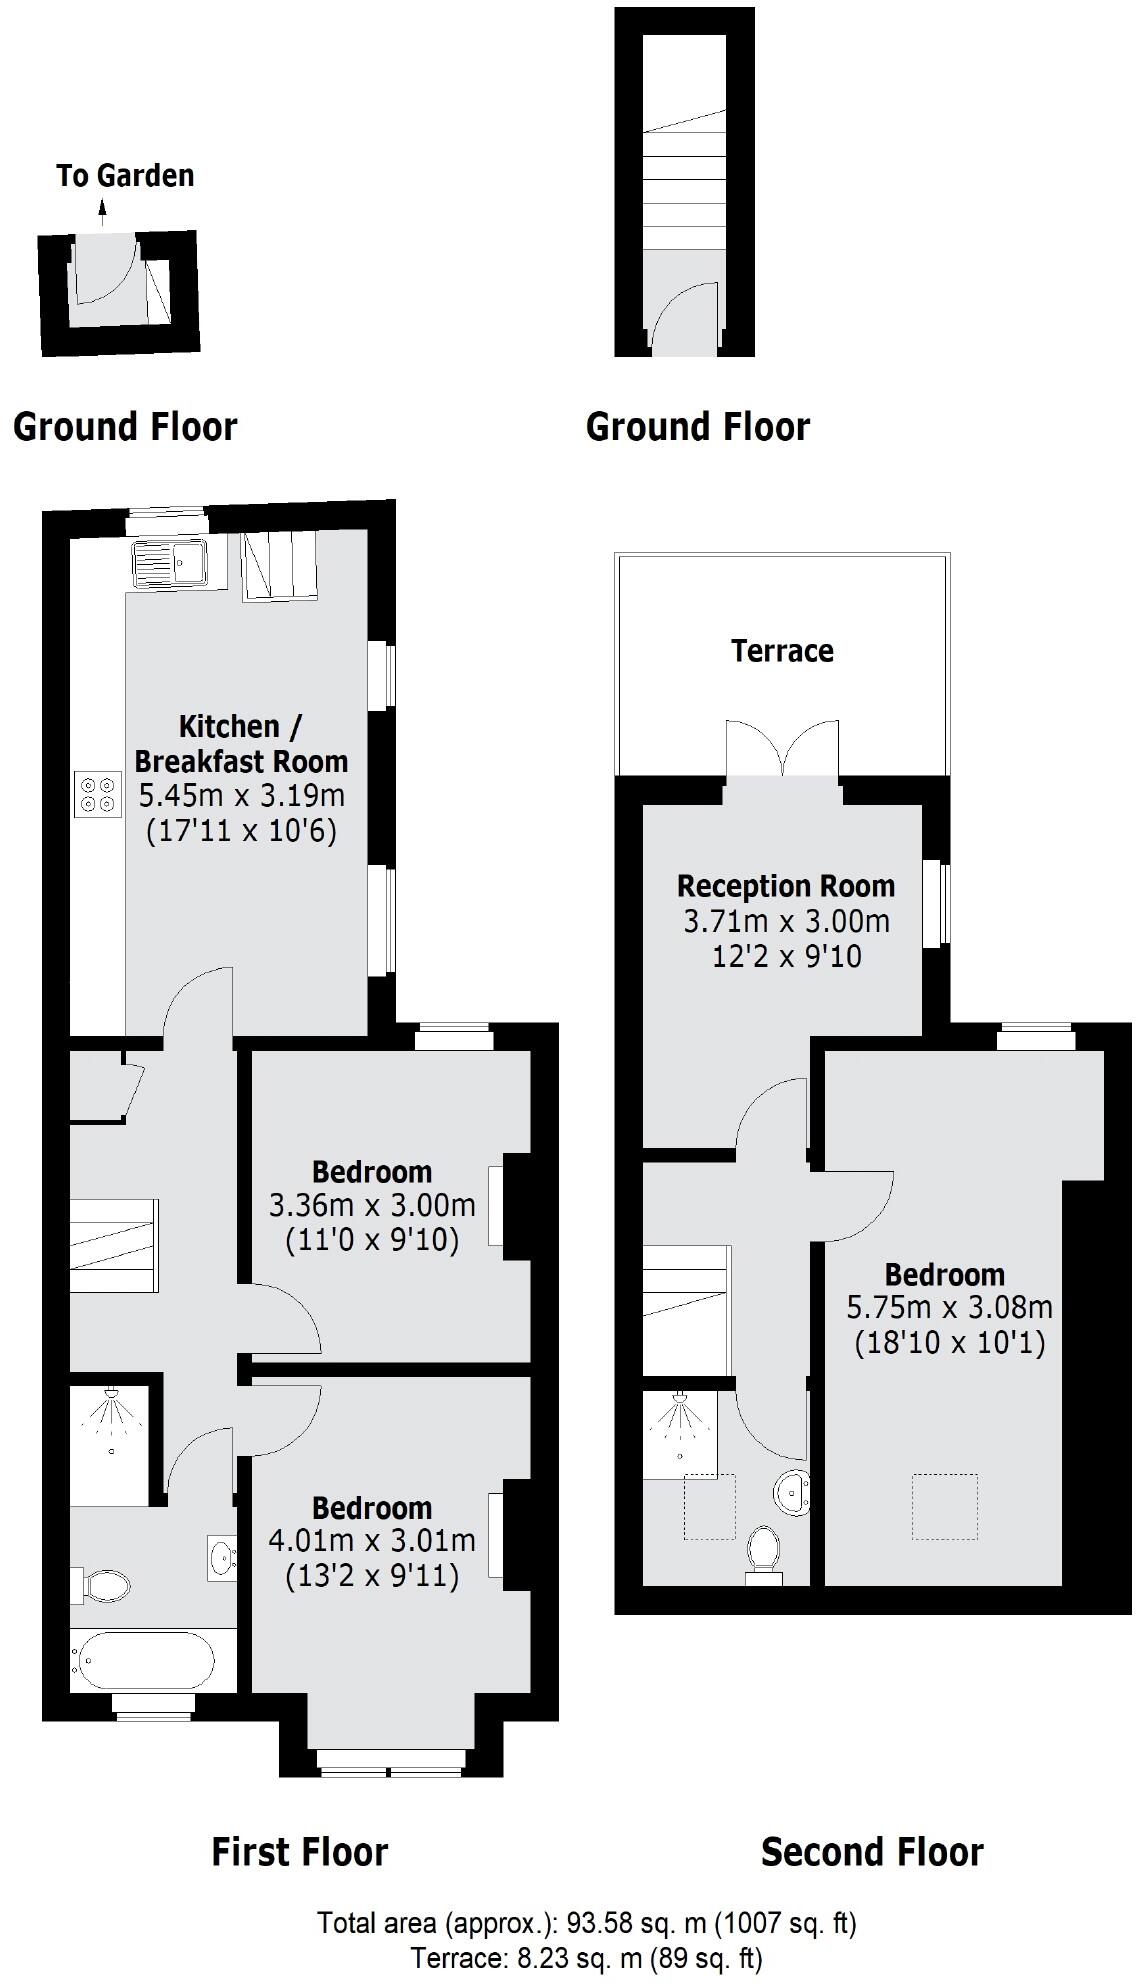 To Garden
Ground Floor
Ground Floor
Kitchen /
Breakfast Room
5.45m x 3.19m
(17'11 x 10'6)
Bedroom
3.36m x 3.00m
(11'0 x 9'10)
Bedroom
4.01m x 3.01m
(13'2 x 9'11)
First Floor
Terrace
Reception Room
3.71m x 3.00m
12'2 x 9'10
Bedroom
5.75m x 3.08m
(18'10 x 10'1)
Second Floor
Total area (approx.): 93.58 sq. m (1007 sq. ft)
Terrace: 8.23 sq. m (89 sq. ft)